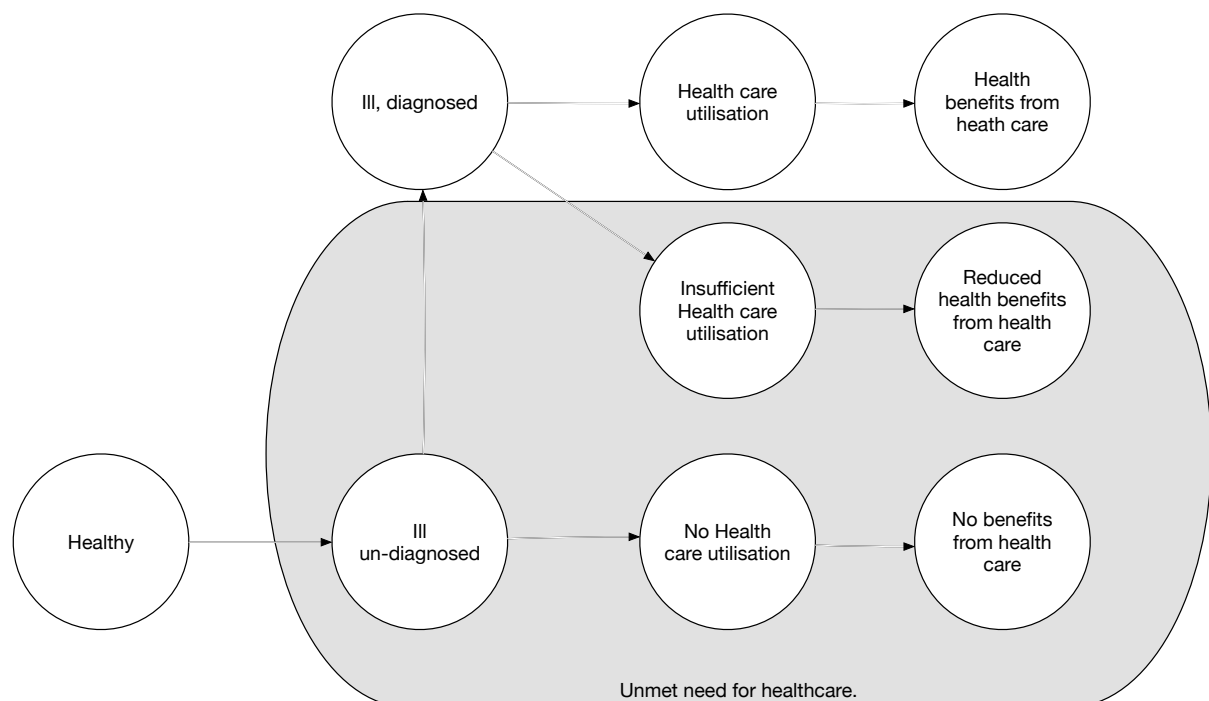 Ill, diagnosed
Health care
utilisation
Health
benefits from
heath care
Insufficient
Health care
utilisation
Reduced
health benefits
from health
care
Healthy
Ill
un-diagnosed
No Health
care utilisation
No benefits
from health
care
Unmet need for healthcare.